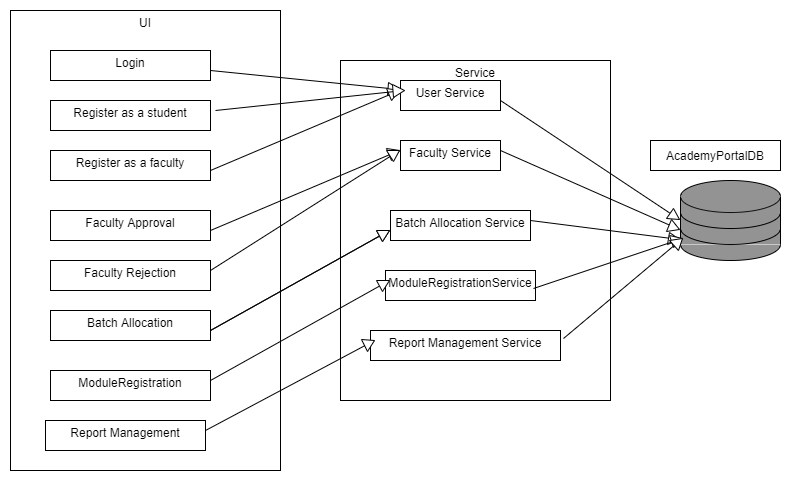 UI
Login
Register as a student
Register as a faculty
Faculty Approval
Faculty Rejection
Batch Allocation
ModuleRegistration
Report Management
Service
User Service
Faculty Service
Batch Allocation Service
ModuleRegistrationService
Report Management Service
AcademyPortalDB